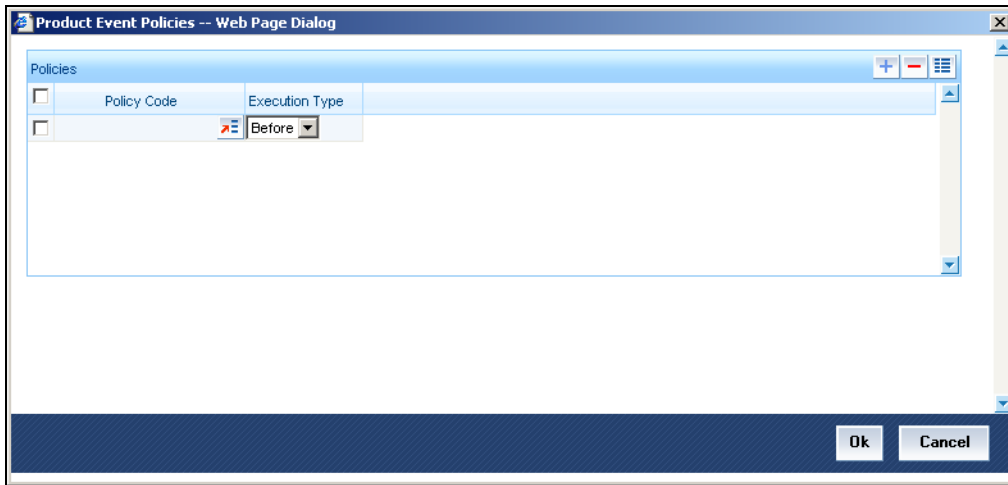 Product Event Policies -- Web Page Dialog
Policies
Policy Code Execution Type
Before
Ok Cancel